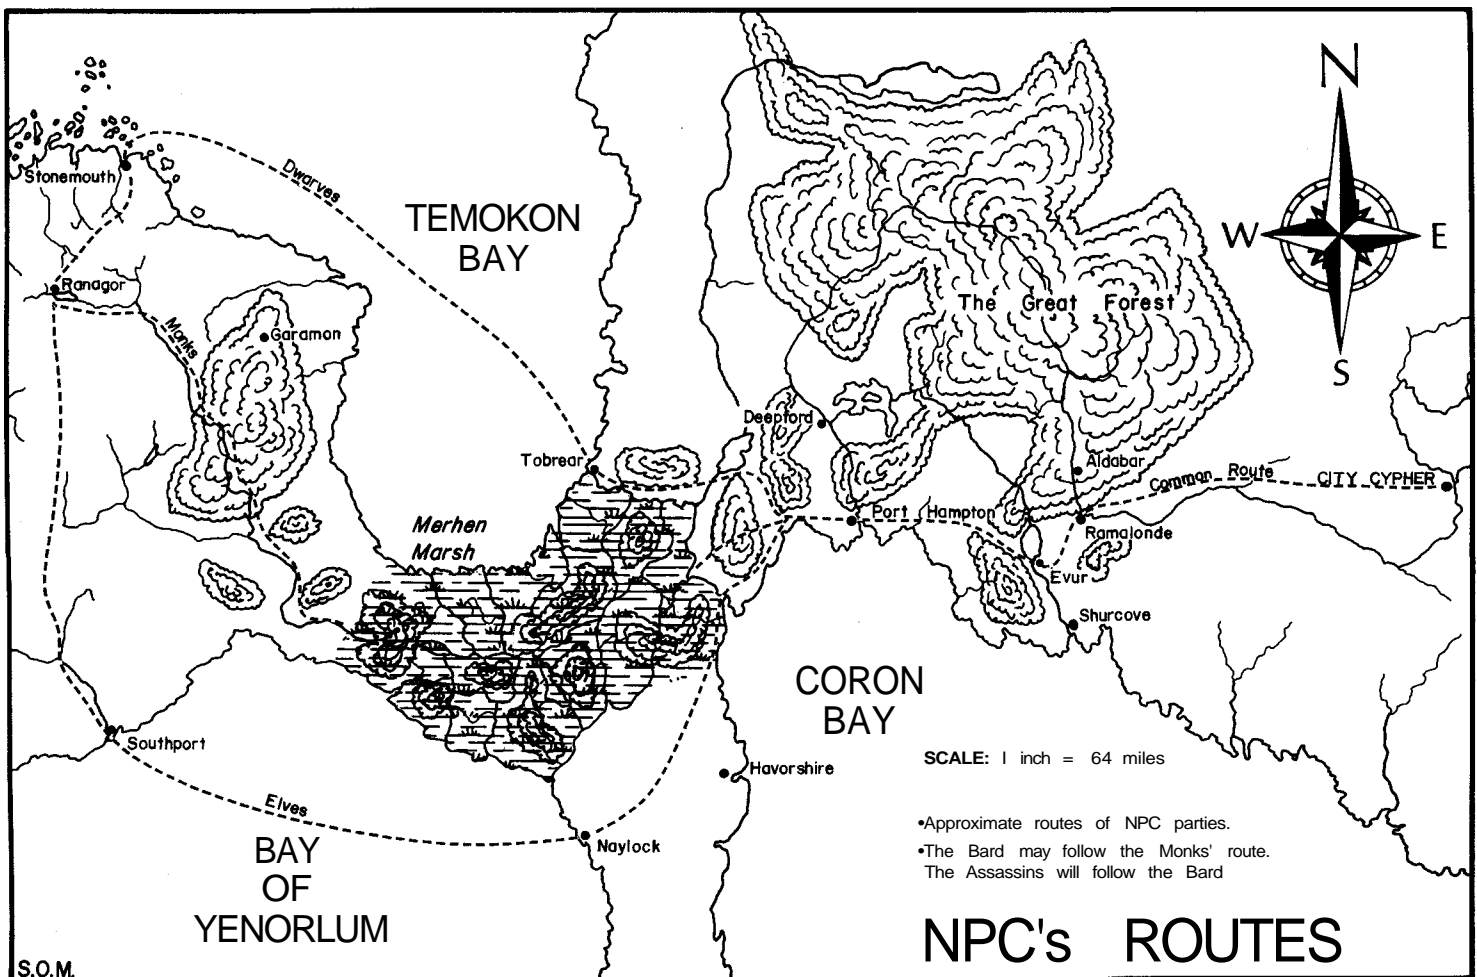 N
W
E
S
Stonemouth
Dwarves
TEMOKON
BAY
Ranagor
Monks
Garamon
The Great Forest
Deepford
Tobrear
Aldabar
Common Route
CITY CYPHER
Merhen
Marsh
Port Hampton
Ramalonde
Evur
Shurcove
CORON
BAY
Southport
SCALE: I inch = 64 miles
Havorshire
Elves
•Approximate routes of NPC parties.
Naylock
•The Bard may follow the Monks' route.
The Assassins will follow the Bard
BAY
OF
YENORLUM
NPC's ROUTES
S.O.M.